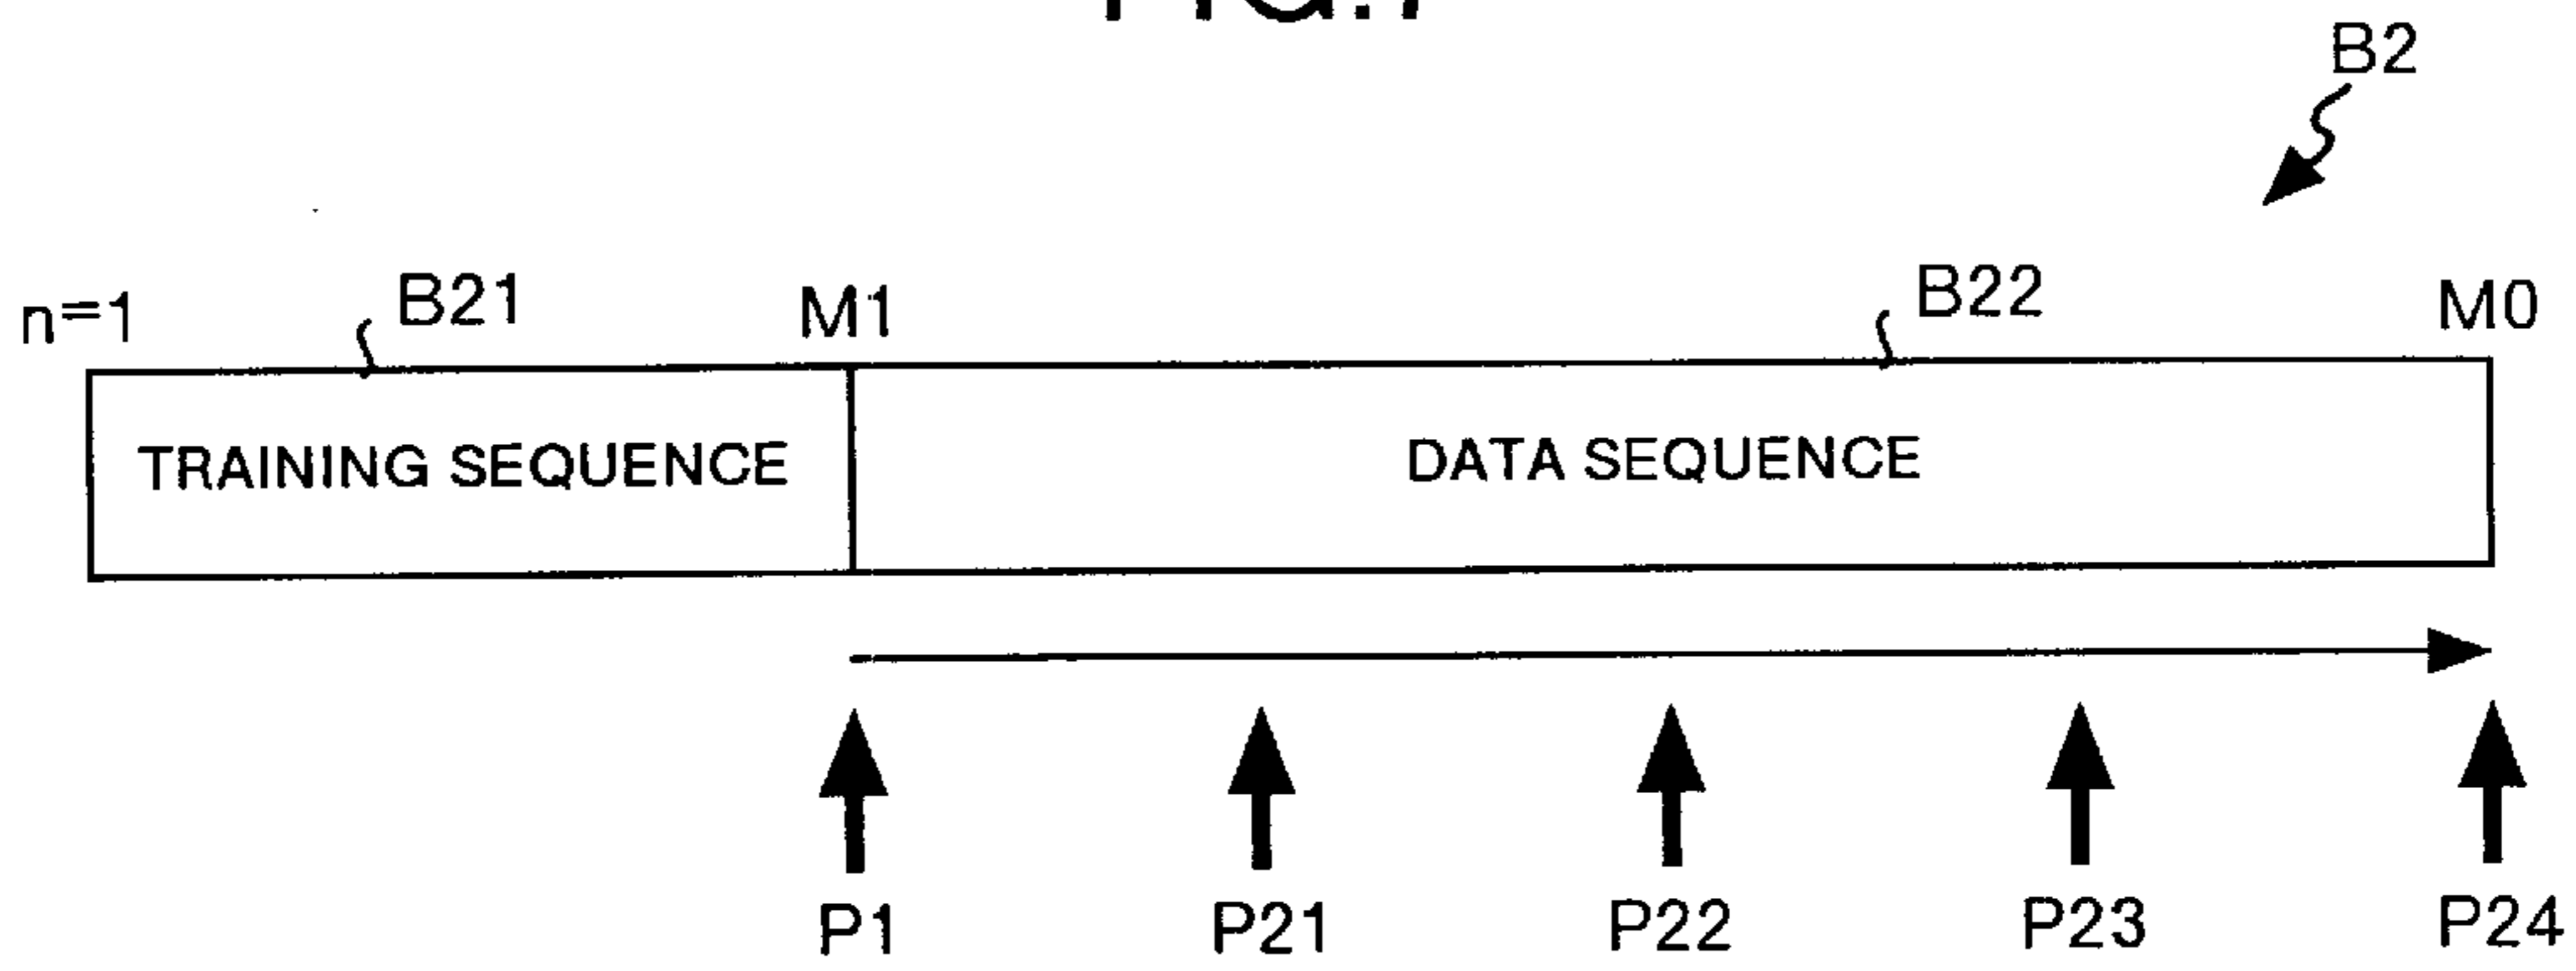 B2
n=1 B21 M1 B22 M0
TRAINING SEQUENCE DATA SEQUENCE
P1 P21 P22 P23 P24